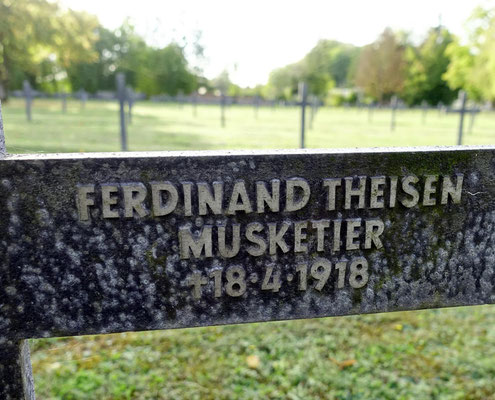 FERDINAND THEISEN
MUSKETIER
†18·4·1918